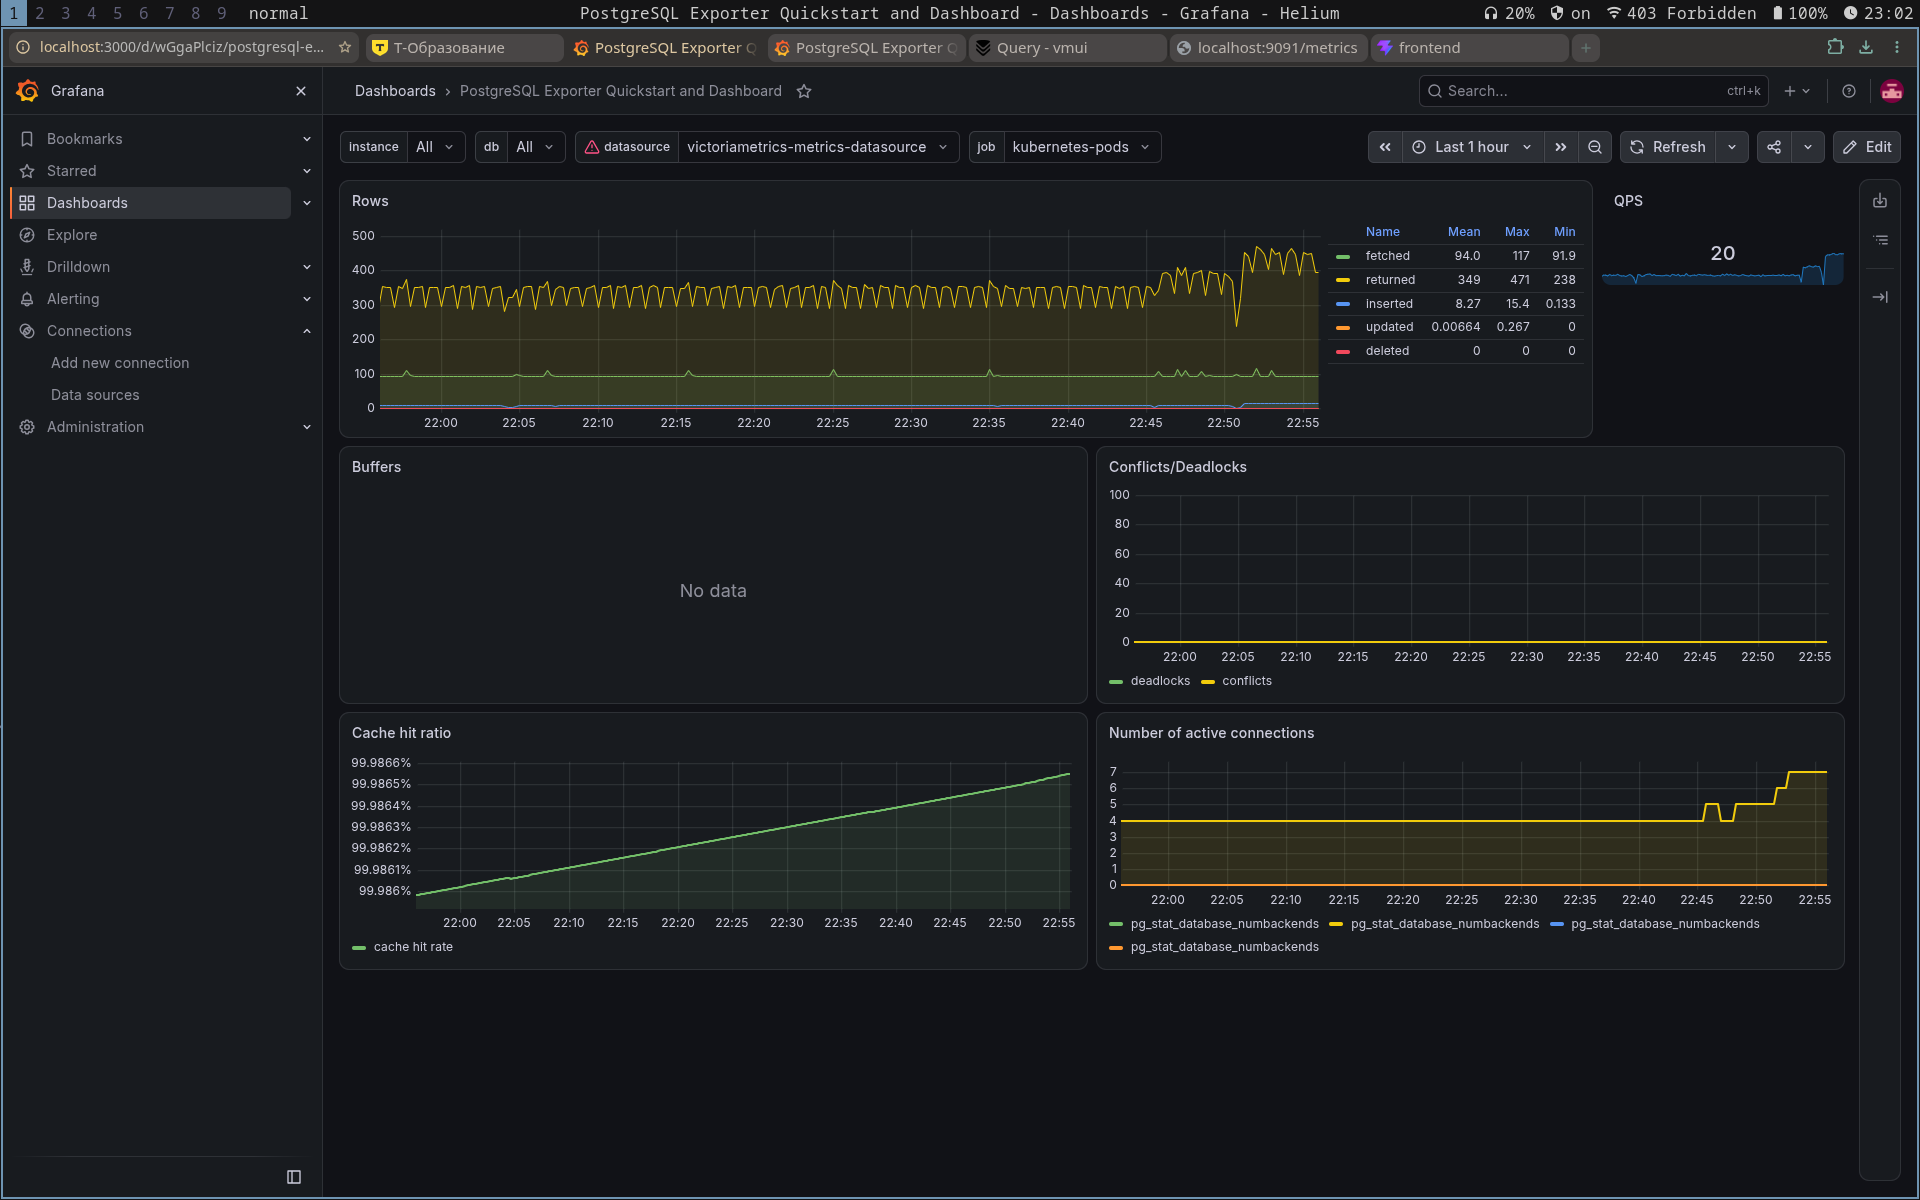 1 2 3 4 5 6 7 8 9 normal PostgreSQL Exporter Quickstart and Dashboard - Dashboards - Grafana - Helium 20% on 403 Forbidden 100% 23:02
localhost:3000/d/wGgaPlciz/postgresql-e... Т-Образование PostgreSQL Exporter Q PostgreSQL Exporter Q Query - vmui localhost:9091/metrics frontend
Grafana
Dashboards › PostgreSQL Exporter Quickstart and Dashboard
Search... ctrl+k
Bookmarks
Starred
Dashboards
Explore
Drilldown
Alerting
Connections
Add new connection
Data sources
Administration
instance All db All datasource victoriametrics-metrics-datasource job kubernetes-pods Last 1 hour Refresh Edit
Rows
500
400
300
200
100
0
22:00 22:05 22:10 22:15 22:20 22:25 22:30 22:35 22:40 22:45 22:50 22:55
Name Mean Max Min
fetched 94.0 117 91.9
returned 349 471 238
inserted 8.27 15.4 0.133
updated 0.00664 0.267 0
deleted 0 0 0
QPS
20
Buffers
No data
Conflicts/Deadlocks
100
80
60
40
20
0
22:00 22:05 22:10 22:15 22:20 22:25 22:30 22:35 22:40 22:45 22:50 22:55
deadlocks conflicts
Cache hit ratio
99.9866%
99.9865%
99.9864%
99.9863%
99.9862%
99.9861%
99.986%
22:00 22:05 22:10 22:15 22:20 22:25 22:30 22:35 22:40 22:45 22:50 22:55
cache hit rate
Number of active connections
7
6
5
4
3
2
1
0
22:00 22:05 22:10 22:15 22:20 22:25 22:30 22:35 22:40 22:45 22:50 22:55
pg_stat_database_numbackends pg_stat_database_numbackends pg_stat_database_numbackends
pg_stat_database_numbackends